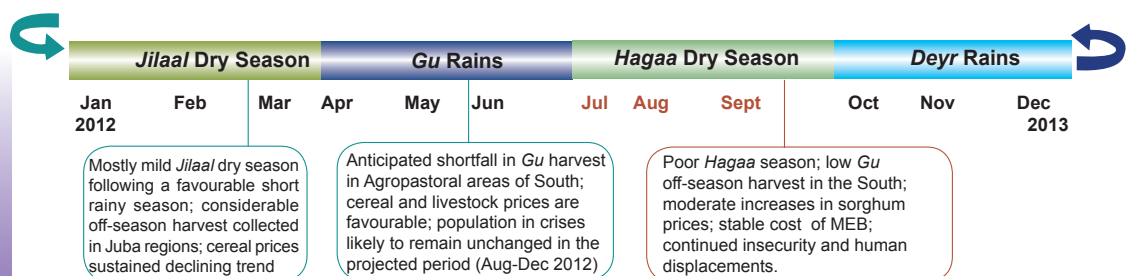 Jilaal Dry Season Gu Rains Hagaa Dry Season Deyr Rains
Jan Feb Mar Apr May Jun Jul Aug Sept Oct Nov Dec
2012 2013
Mostly mild Jilaal dry season
following a favourable short
rainy season; considerable
off-season harvest collected
in Juba regions; cereal prices
sustained declining trend
Anticipated shortfall in Gu harvest
in Agropastoral areas of South;
cereal and livestock prices are
favourable; population in crises
likely to remain unchanged in the
projected period (Aug-Dec 2012)
Poor Hagaa season; low Gu
off-season harvest in the South;
moderate increases in sorghum
prices; stable cost of MEB;
continued insecurity and human
displacements.